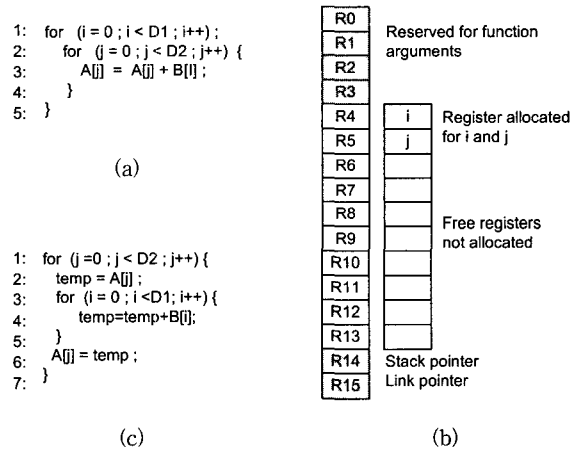 1: for (i = 0 ; i < D1 ; i++) ;
2: for (j = 0 ; j < D2 ; j++) {
3: A[j] = A[j] + B[I] ;
4: }
5: }
(a)
1: for (j =0 ; j < D2 ; j++) {
2: temp = A[j] ;
3: for (i = 0 ; i <D1; i++) {
4: temp=temp+B[i];
5: }
6: A[j] = temp ;
7: }
(c)
R0
R1
R2
R3
R4 i
R5 j
R6
R7
R8
R9
R10
R11
R12
R13
R14
R15
Reserved for function
arguments
Register allocated
for i and j
Free registers
not allocated
Stack pointer
Link pointer
(b)